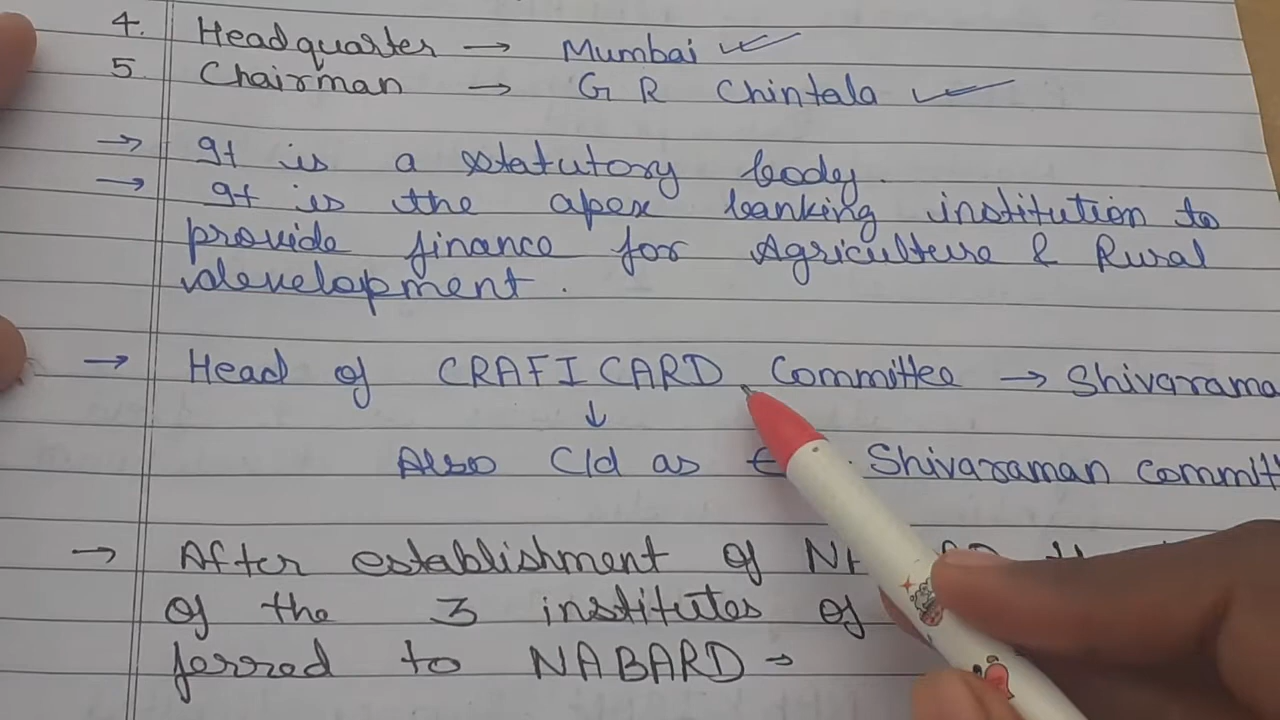 4. Headquarter → Mumbai ✓
5. Chairman → G R Chintala ✓
→ It is a statutory body.
→ It is the apex banking institution to
provide finance for Agriculture & Rural
development.
→ Head of CRAFICARD Committee → Shivarama
↓
Also C/d as Shivaraman committ
→ After establishment of
of the 3 institutes of
ferred to NABARD →